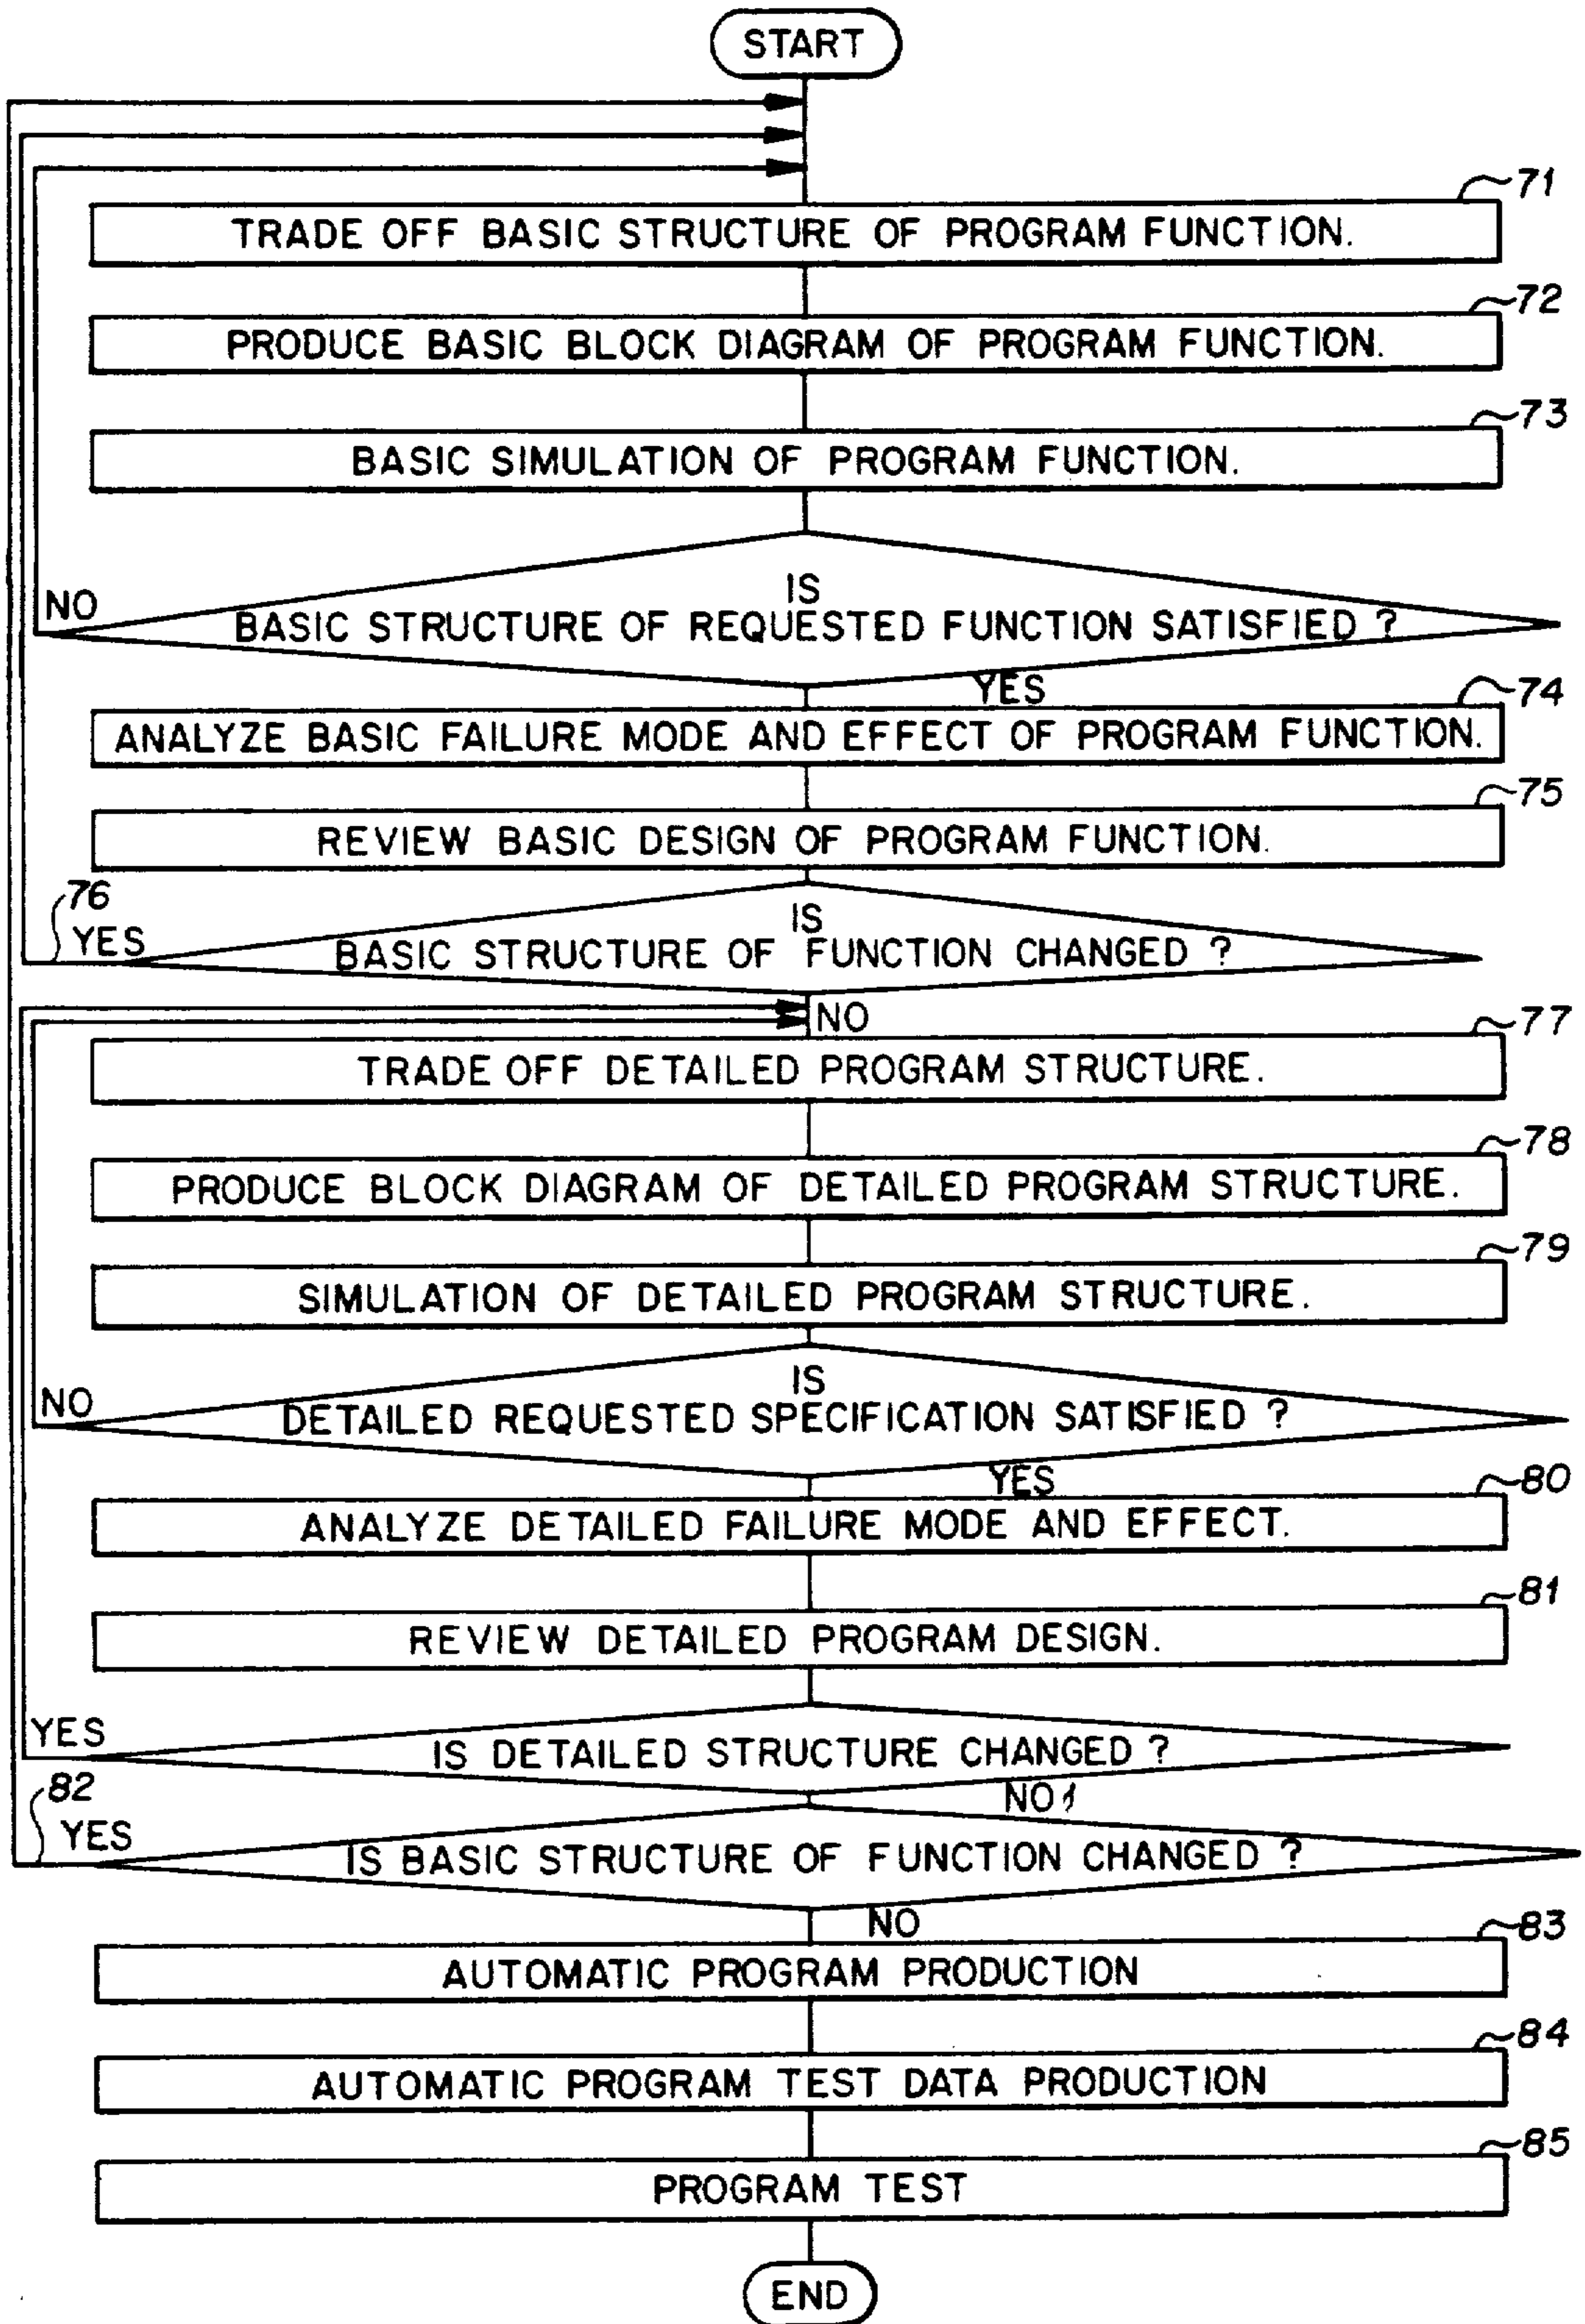 START
71
TRADE OFF BASIC STRUCTURE OF PROGRAM FUNCTION.
72
PRODUCE BASIC BLOCK DIAGRAM OF PROGRAM FUNCTION.
73
BASIC SIMULATION OF PROGRAM FUNCTION.
IS
NO
BASIC STRUCTURE OF REQUESTED FUNCTION SATISFIED ?
YES
74
ANALYZE BASIC FAILURE MODE AND EFFECT OF PROGRAM FUNCTION.
75
REVIEW BASIC DESIGN OF PROGRAM FUNCTION.
76
IS
YES
BASIC STRUCTURE OF FUNCTION CHANGED ?
NO
77
TRADE OFF DETAILED PROGRAM STRUCTURE.
78
PRODUCE BLOCK DIAGRAM OF DETAILED PROGRAM STRUCTURE.
79
SIMULATION OF DETAILED PROGRAM STRUCTURE.
IS
NO
DETAILED REQUESTED SPECIFICATION SATISFIED ?
YES
80
ANALYZE DETAILED FAILURE MODE AND EFFECT.
81
REVIEW DETAILED PROGRAM DESIGN.
YES
IS DETAILED STRUCTURE CHANGED ?
82
NO
YES
IS BASIC STRUCTURE OF FUNCTION CHANGED ?
NO
83
AUTOMATIC PROGRAM PRODUCTION
84
AUTOMATIC PROGRAM TEST DATA PRODUCTION
85
PROGRAM TEST
END